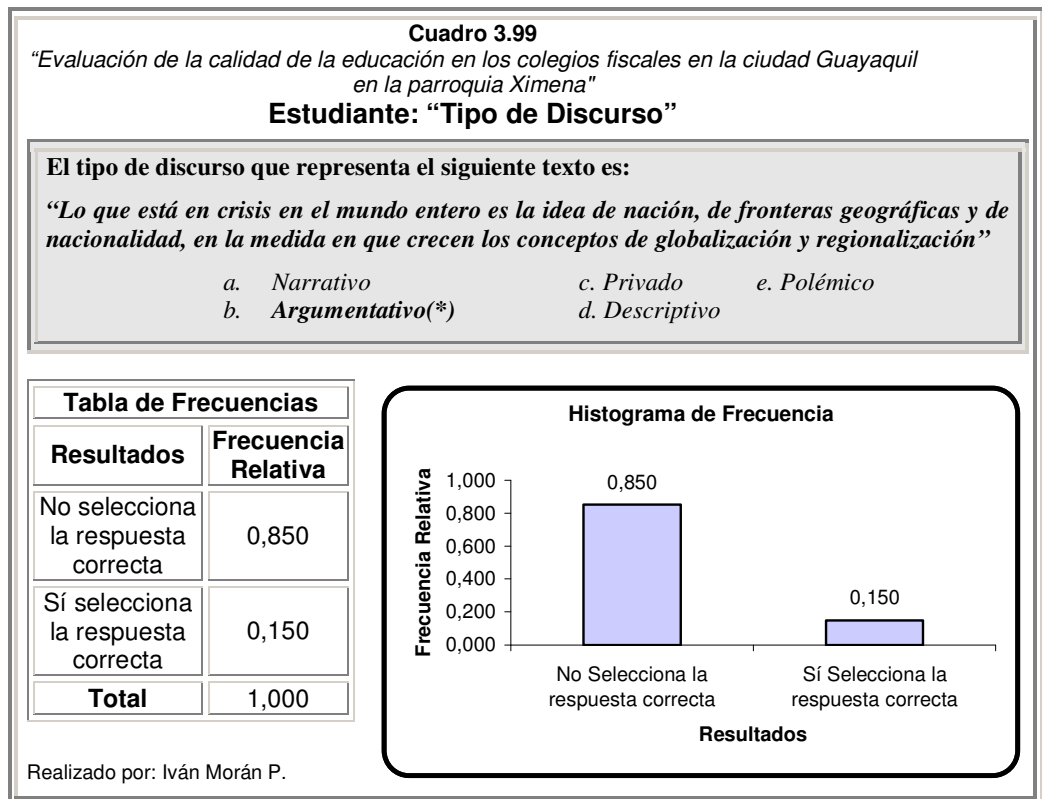 Cuadro 3.99
“Evaluación de la calidad de la educación en los colegios fiscales en la ciudad Guayaquil
en la parroquia Ximena"
Estudiante: “Tipo de Discurso”
El tipo de discurso que representa el siguiente texto es:
“Lo que está en crisis en el mundo entero es la idea de nación, de fronteras geográficas y de
nacionalidad, en la medida en que crecen los conceptos de globalización y regionalización”
a. Narrativo c. Privado e. Polémico
b. Argumentativo(*) d. Descriptivo
Tabla de Frecuencias
Resultados Frecuencia
Relativa
No selecciona
la respuesta
correcta
0,850
Sí selecciona
la respuesta
correcta
0,150
Total 1,000
Histograma de Frecuencia
Frecuencia Relativa
1,000
0,800
0,600
0,400
0,200
0,000
0,850
0,150
No Selecciona la
respuesta correcta
Sí Selecciona la
respuesta correcta
Resultados
Realizado por: Iván Morán P.